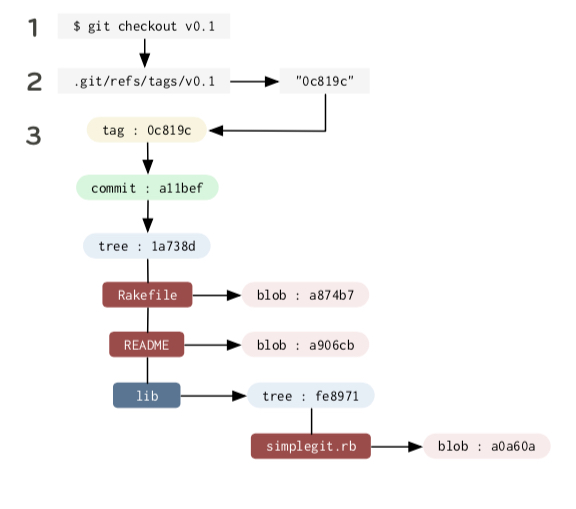 1
$ git checkout v0.1
2
.git/refs/tags/v0.1
"0c819c"
3
tag : 0c819c
commit : a11bef
tree : 1a738d
Rakefile
blob : a874b7
README
blob : a906cb
lib
tree : fe8971
simplegit.rb
blob : a0a60a